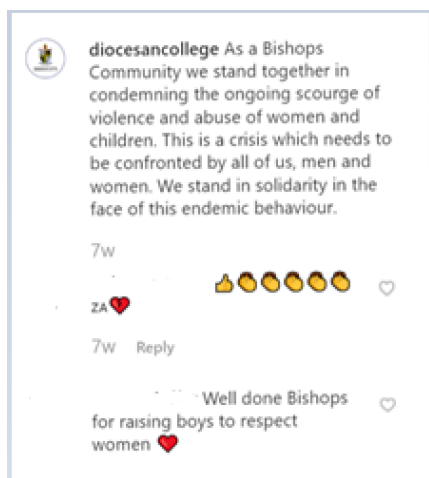 diocesancollege As a Bishops
Community we stand together in
condemning the ongoing scourge of
violence and abuse of women and
children. This is a crisis which needs to
be confronted by all of us, men and
women. We stand in solidarity in the
face of this endemic behaviour.
7w
👍👏👏👏👏👏
ZA💔
7w Reply
Well done Bishops
for raising boys to respect
women ❤️